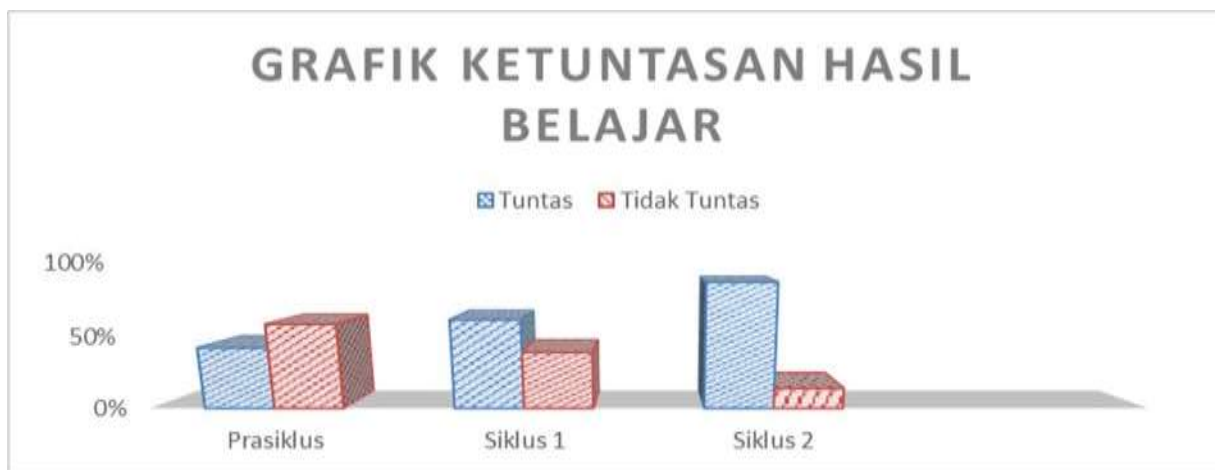 GRAFIK KETUNTASAN HASIL
BELAJAR
Tuntas Tidak Tuntas
100%
50%
0%
Prasiklus Siklus 1 Siklus 2